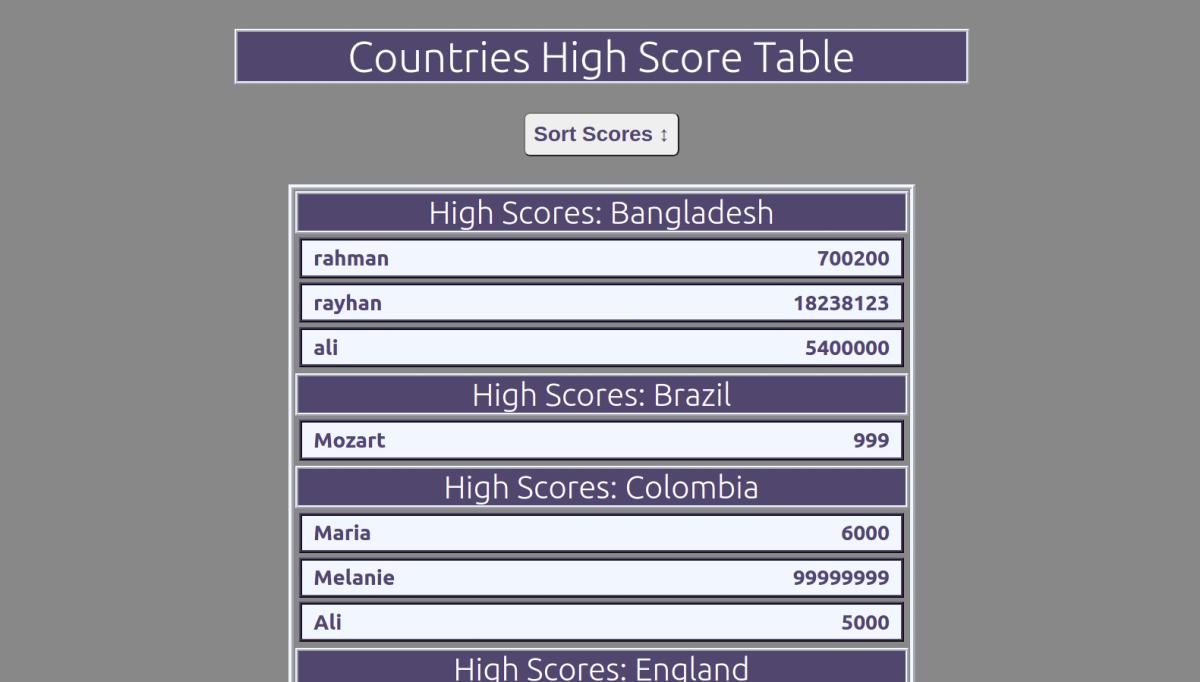 Countries High Score Table
Sort Scores ↕
High Scores: Bangladesh
rahman 700200
rayhan 18238123
ali 5400000
High Scores: Brazil
Mozart 999
High Scores: Colombia
Maria 6000
Melanie 99999999
Ali 5000
High Scores: England